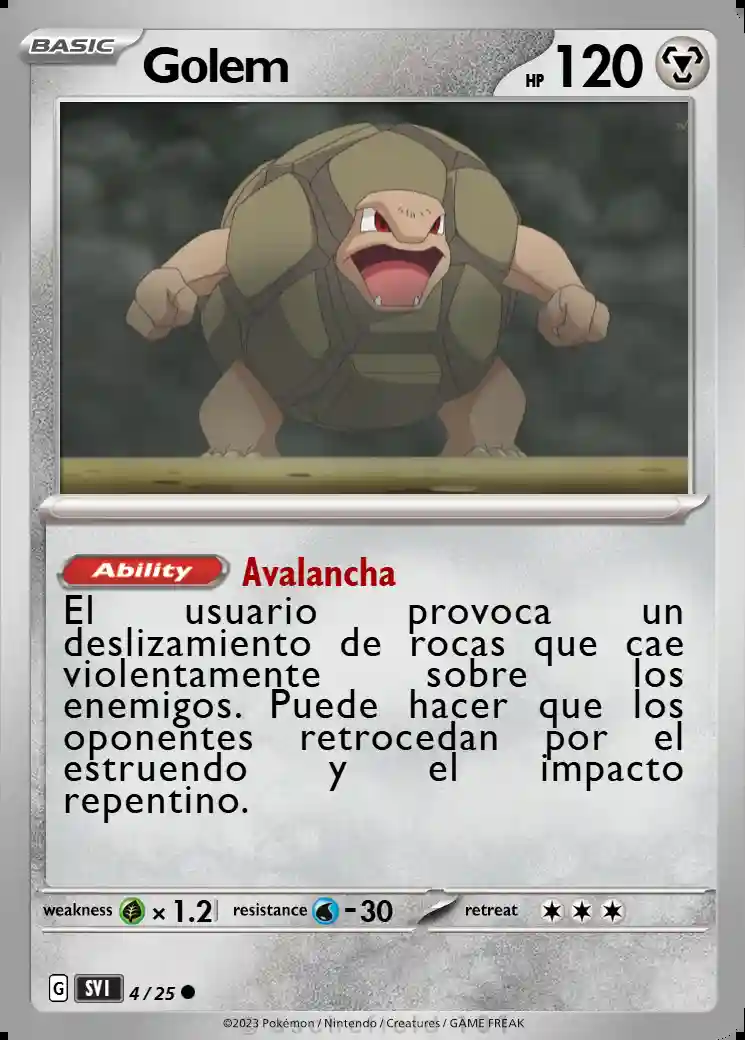 BASIC Golem HP 120
Ability Avalancha
El usuario provoca un
deslizamiento de rocas que cae
violentamente sobre los
enemigos. Puede hacer que los
oponentes retrocedan por el
estruendo y el impacto
repentino.
weakness × 1.2 resistance -30 retreat
G SVI 4 / 25
©2023 Pokémon / Nintendo / Creatures / GAME FREAK